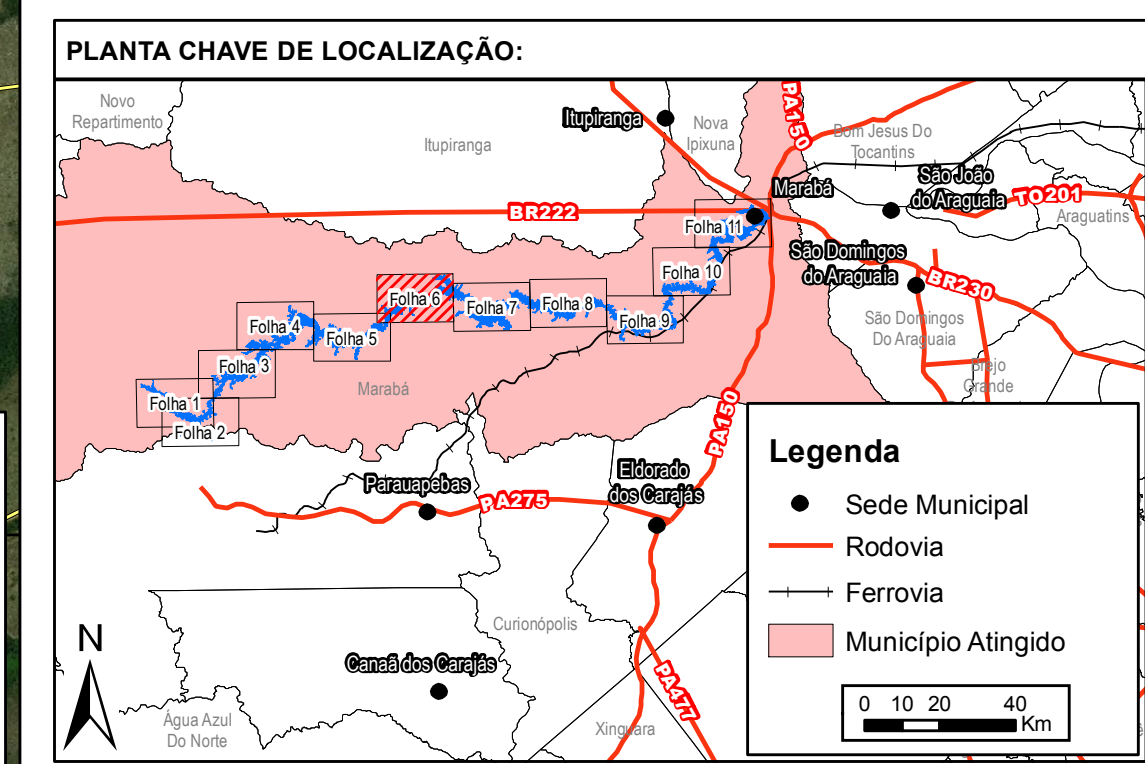 PLANTA CHAVE DE LOCALIZAÇÃO:
Novo
Repartimento
Itupiranga
Itupiranga
Nova
Ipixuna
PA150
Bom Jesus Do
Tocantins
Marabá
São João
do Araguaia
TO201
Araguatins
BR222
Folha 11
São Domingos
do Araguaia
BR230
Folha 10
Folha 6
Folha 7
Folha 8
Folha 9
Folha 4
Folha 5
São Domingos
Do Araguaia
Brejo
Grande
Folha 3
Marabá
Folha 1
Folha 2
PA150
Parauapebas
PA275
Eldorado
dos Carajás
Curionópolis
Canaã dos Carajás
PA477
Água Azul
Do Norte
Xinguara
N
Legenda
Sede Municipal
Rodovia
Ferrovia
Município Atingido
0 10 20 40
Km